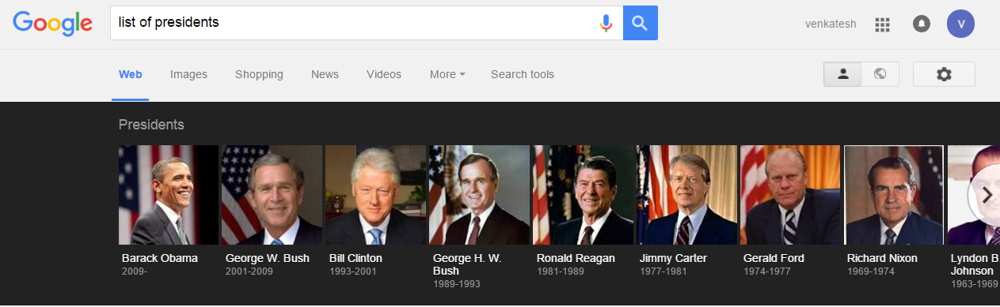 Google
list of presidents
venkatesh
V
Web Images Shopping News Videos More Search tools
Presidents
Barack Obama
2009-
George W. Bush
2001-2009
Bill Clinton
1993-2001
George H. W.
Bush
1989-1993
Ronald Reagan
1981-1989
Jimmy Carter
1977-1981
Gerald Ford
1974-1977
Richard Nixon
1969-1974
Lyndon B
Johnson
1963-1969